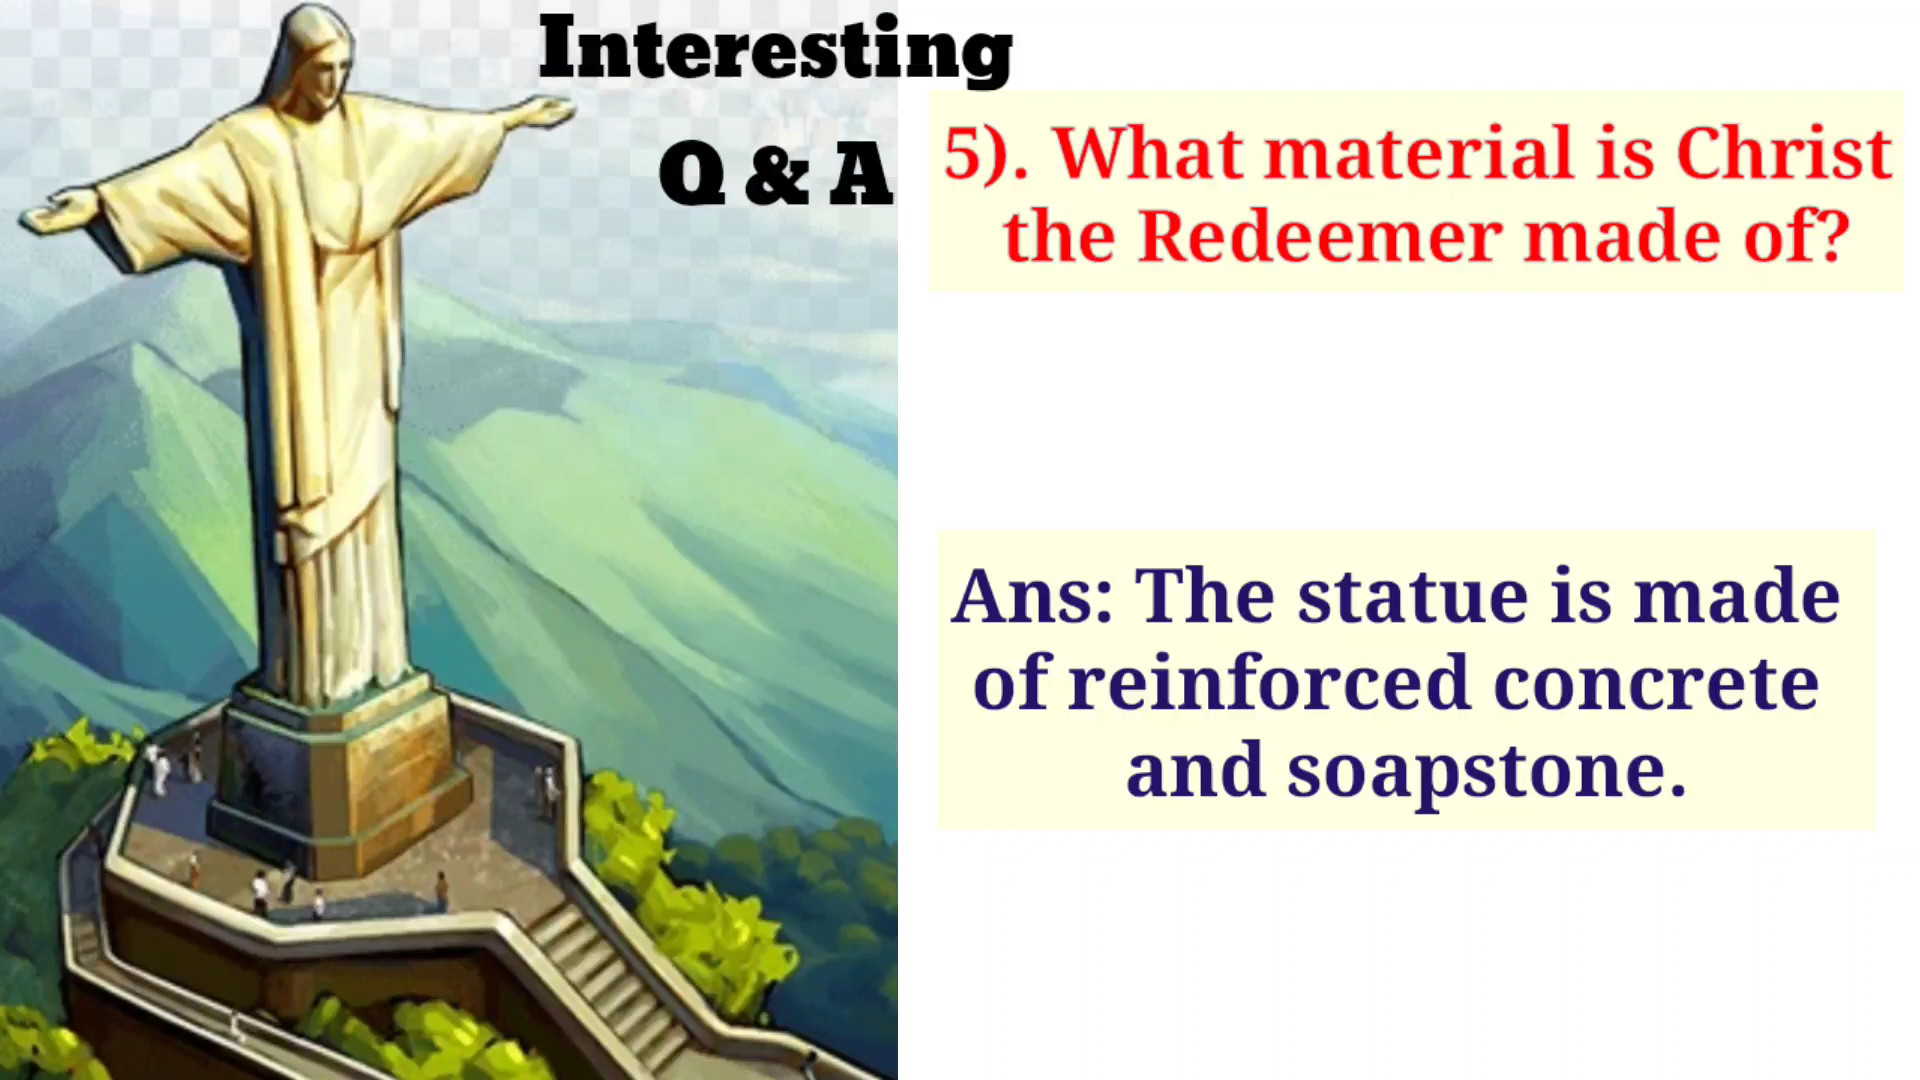 Interesting
Q & A
5). What material is Christ
the Redeemer made of?
Ans: The statue is made
of reinforced concrete
and soapstone.